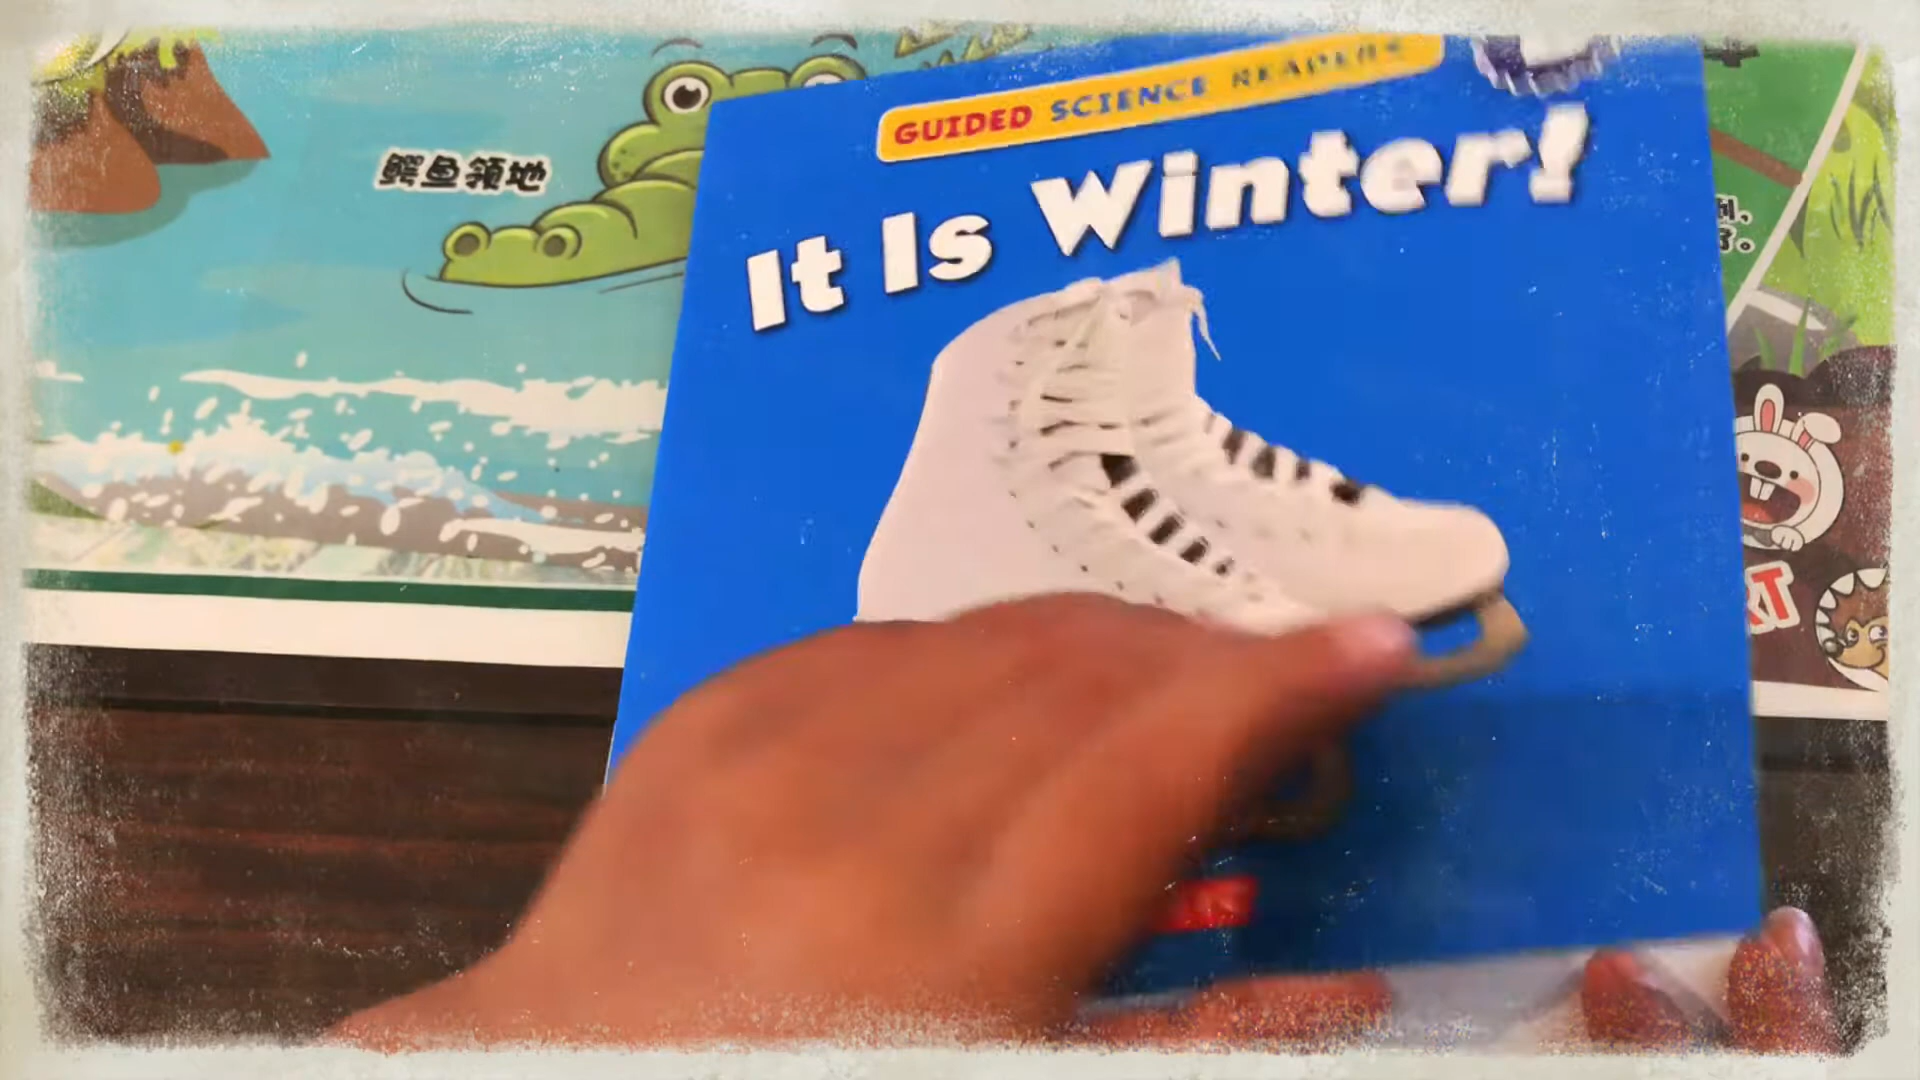 GUIDED SCIENCE READERS
It Is Winter!
鳄鱼领地